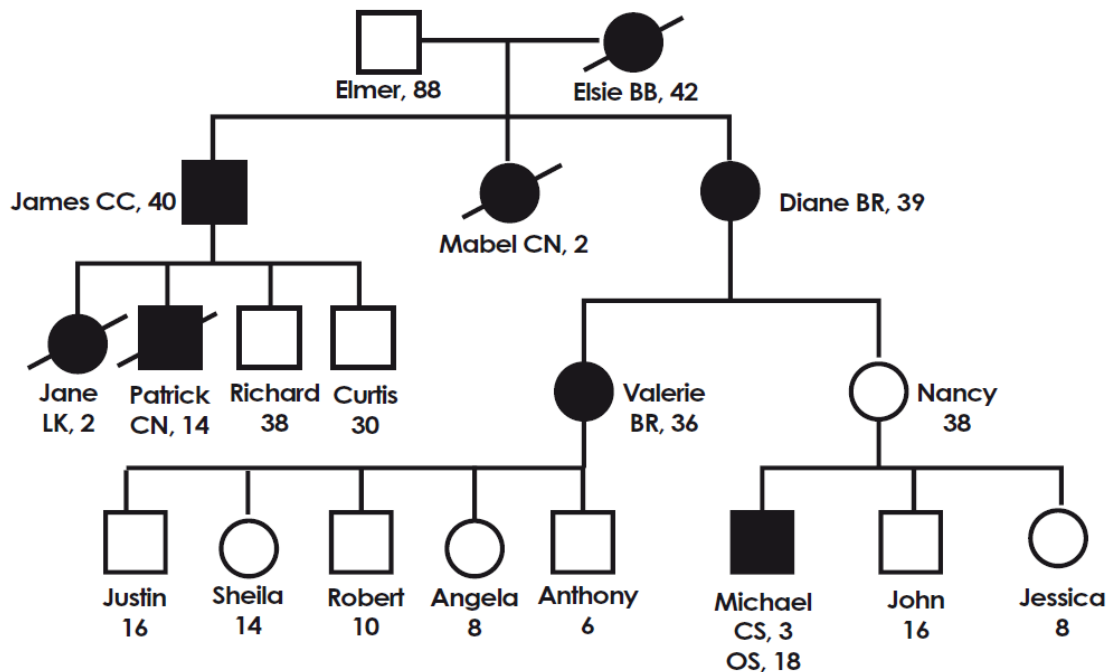 Elmer, 88
Elsie BB, 42
James CC, 40
Mabel CN, 2
Diane BR, 39
Jane
LK, 2
Patrick
CN, 14
Richard
38
Curtis
30
Valerie
BR, 36
Nancy
38
Justin
16
Sheila
14
Robert
10
Angela
8
Anthony
6
Michael
CS, 3
OS, 18
John
16
Jessica
8